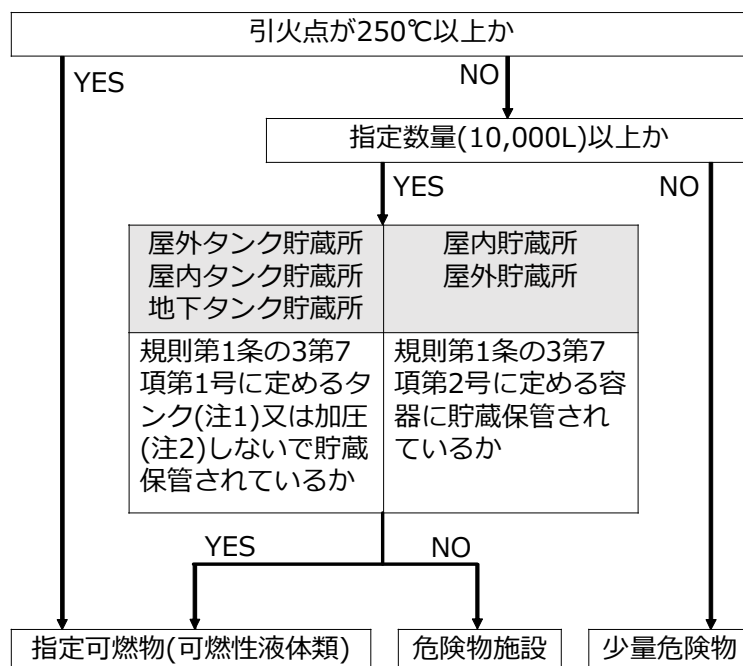 引火点が250℃以上か
YES
NO
指定数量(10,000L)以上か
YES
NO
屋外タンク貯蔵所
屋内タンク貯蔵所
地下タンク貯蔵所
屋内貯蔵所
屋外貯蔵所
規則第1条の3第7
項第1号に定めるタ
ンク(注1)又は加圧
(注2)しないで貯蔵
保管されているか
規則第1条の3第7
項第2号に定める容
器に貯蔵保管され
ているか
YES
NO
指定可燃物(可燃性液体類)
危険物施設
少量危険物